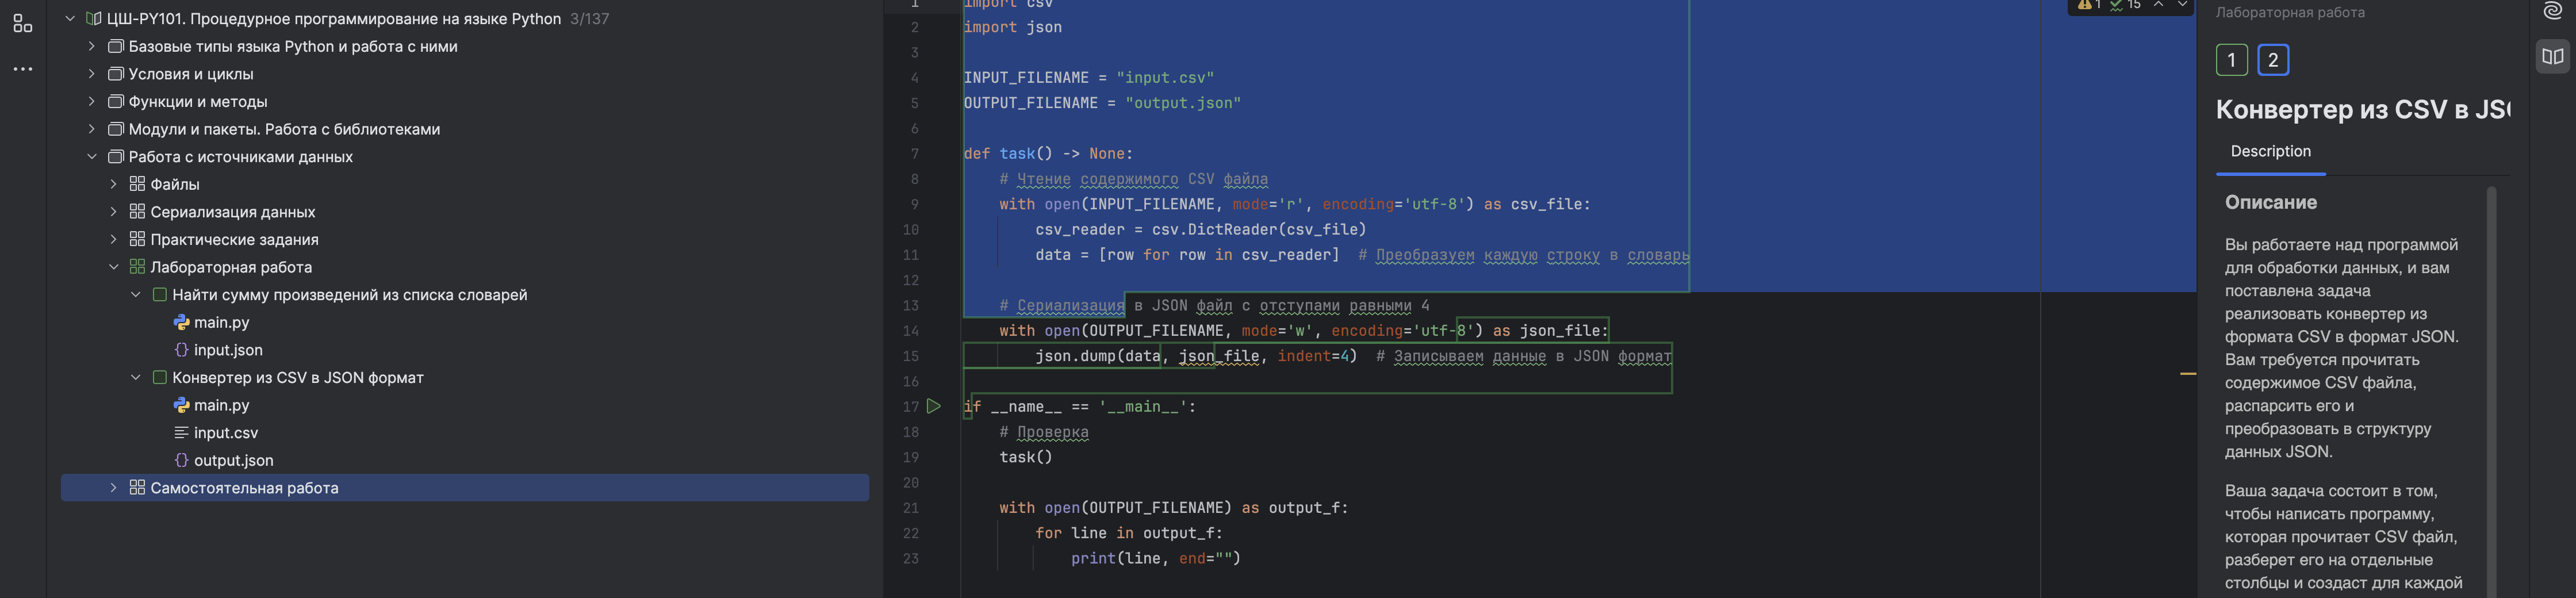 ЦШ-PY101. Процедурное программирование на языке Python 3/137
Базовые типы языка Python и работа с ними
Условия и циклы
Функции и методы
Модули и пакеты. Работа с библиотеками
Работа с источниками данных
Файлы
Сериализация данных
Практические задания
Лабораторная работа
Найти сумму произведений из списка словарей
main.py
input.json
Конвертер из CSV в JSON формат
main.py
input.csv
output.json
Самостоятельная работа
1 import csv
2 import json
3
4 INPUT_FILENAME = "input.csv"
5 OUTPUT_FILENAME = "output.json"
6
7 def task() -> None:
8 # Чтение содержимого CSV файла
9 with open(INPUT_FILENAME, mode='r', encoding='utf-8') as csv_file:
10 csv_reader = csv.DictReader(csv_file)
11 data = [row for row in csv_reader] # Преобразуем каждую строку в словарь
12
13 # Сериализация в JSON файл с отступами равными 4
14 with open(OUTPUT_FILENAME, mode='w', encoding='utf-8') as json_file:
15 json.dump(data, json_file, indent=4) # Записываем данные в JSON формат
16
17 if __name__ == '__main__':
18 # Проверка
19 task()
20
21 with open(OUTPUT_FILENAME) as output_f:
22 for line in output_f:
23 print(line, end="")
1 15
Лабораторная работа
1 2
Конвертер из CSV в JS
Description
Описание
Вы работаете над программой
для обработки данных, и вам
поставлена задача
реализовать конвертер из
формата CSV в формат JSON.
Вам требуется прочитать
содержимое CSV файла,
распарсить его и
преобразовать в структуру
данных JSON.
Ваша задача состоит в том,
чтобы написать программу,
которая прочитает CSV файл,
разберет его на отдельные
столбцы и создаст для каждой